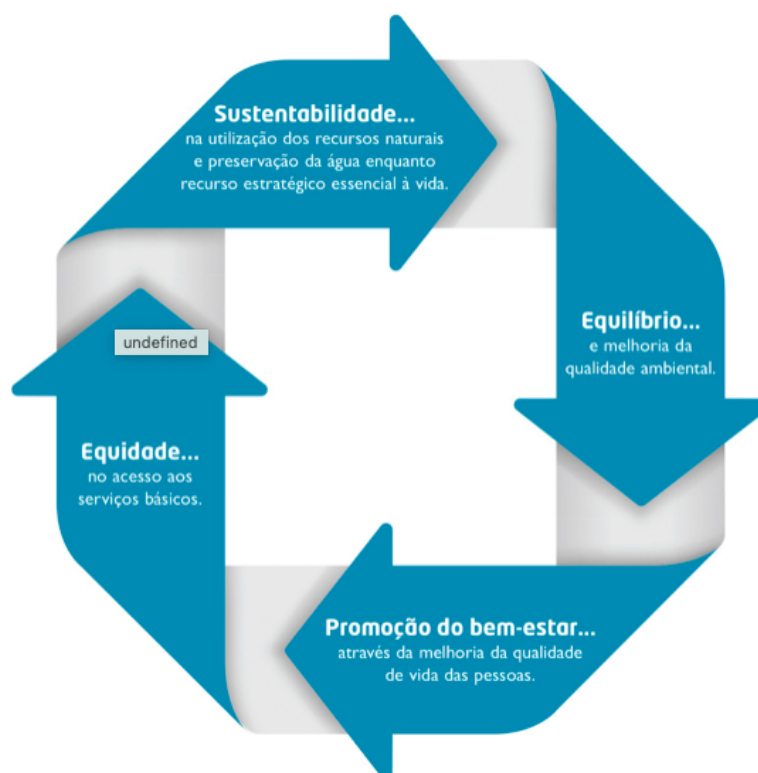 Sustentabilidade...
na utilização dos recursos naturais
e preservação da água enquanto
recurso estratégico essencial à vida.
Equilíbrio...
e melhoria da
qualidade ambiental.
undefined
Equidade...
no acesso aos
serviços básicos.
Promoção do bem-estar...
através da melhoria da qualidade
de vida das pessoas.